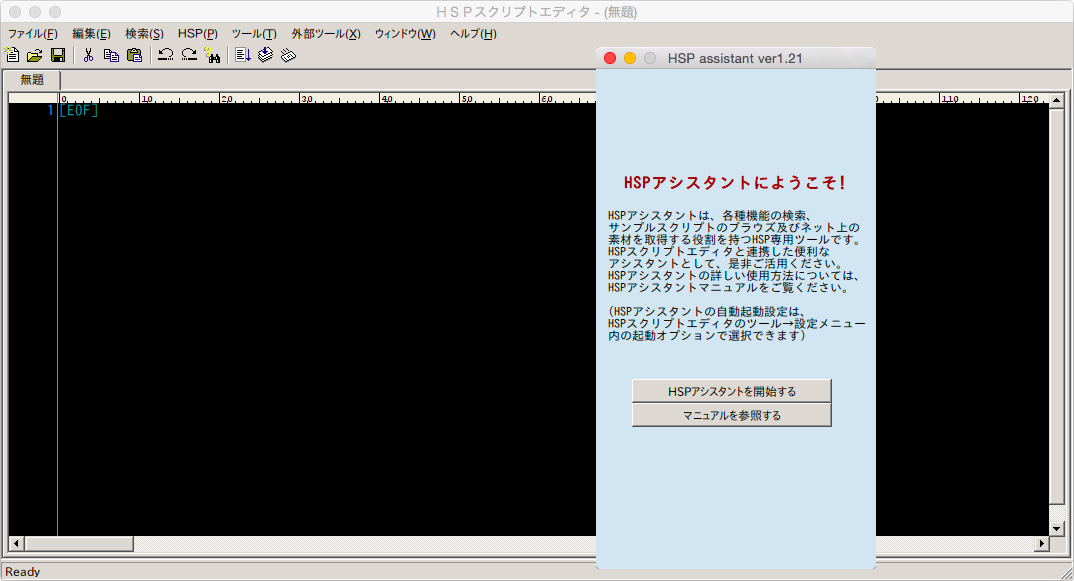 ＨＳＰスクリプトエディタ - (無題)
ファイル(F) 編集(E) 検索(S) HSP(P) ツール(T) 外部ツール(X) ウィンドウ(W) ヘルプ(H)
無題
0 10 20 30 40 50 60 110 120
1 [EOF]
HSP assistant ver1.21
HSPアシスタントにようこそ!
HSPアシスタントは、各種機能の検索、
サンプルスクリプトのブラウズ及びネット上の
素材を取得する役割を持つHSP専用ツールです。
HSPスクリプトエディタと連携した便利な
アシスタントとして、是非ご活用ください。
HSPアシスタントの詳しい使用方法については、
HSPアシスタントマニュアルをご覧ください。
(HSPアシスタントの自動起動設定は、
HSPスクリプトエディタのツール→設定メニュー
内の起動オプションで選択できます)
HSPアシスタントを開始する
マニュアルを参照する
Ready